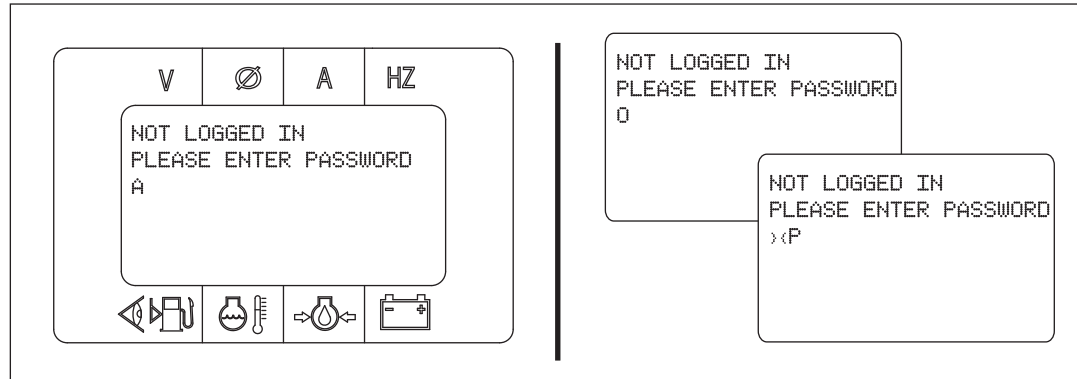 V Ø A HZ
NOT LOGGED IN
PLEASE ENTER PASSWORD
A
- +
NOT LOGGED IN
PLEASE ENTER PASSWORD
O
NOT LOGGED IN
PLEASE ENTER PASSWORD
›‹P